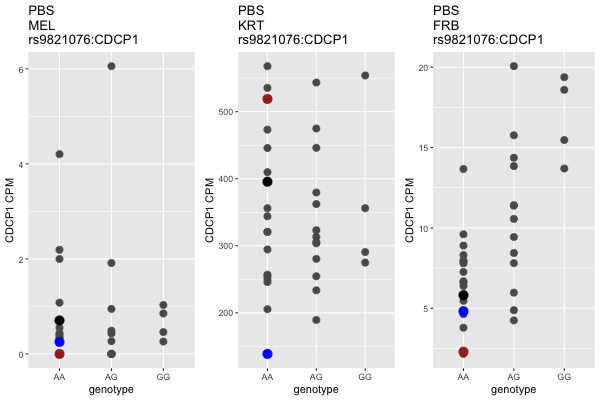 PBS
MEL
rs9821076:CDCP1
CDCP1 CPM
6
4
2
0
AA AG GG
genotype
PBS
KRT
rs9821076:CDCP1
CDCP1 CPM
500
400
300
200
AA AG GG
genotype
PBS
FRB
rs9821076:CDCP1
CDCP1 CPM
20
15
10
5
AA AG GG
genotype